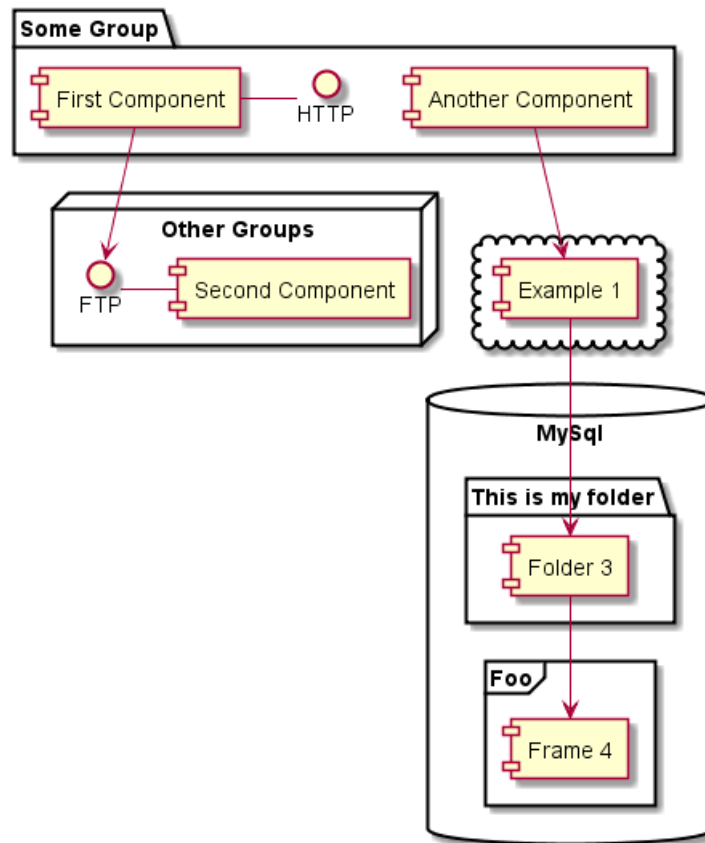 Some Group
First Component
HTTP
Another Component
Other Groups
FTP
Second Component
Example 1
MySql
This is my folder
Folder 3
Foo
Frame 4